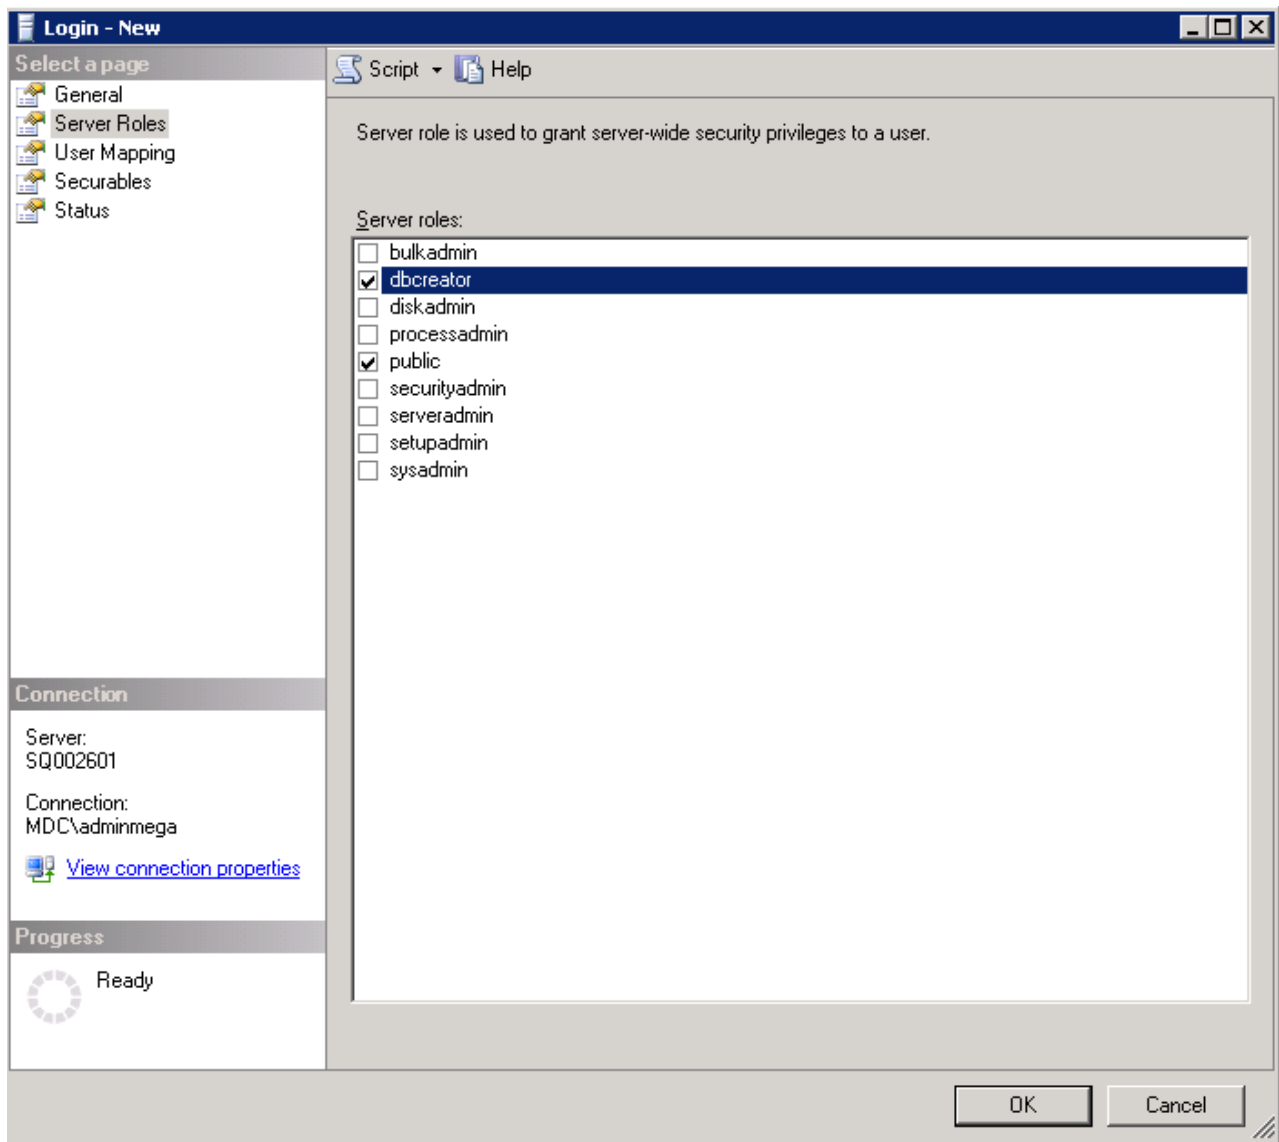 Login - New
Select a page
General
Server Roles
User Mapping
Securables
Status
Script
Help
Server role is used to grant server-wide security privileges to a user.
Server roles:
bulkadmin
dbcreator
diskadmin
processadmin
public
securityadmin
serveradmin
setupadmin
sysadmin
Connection
Server:
SQ002601
Connection:
MDC\adminmega
View connection properties
Progress
Ready
OK
Cancel